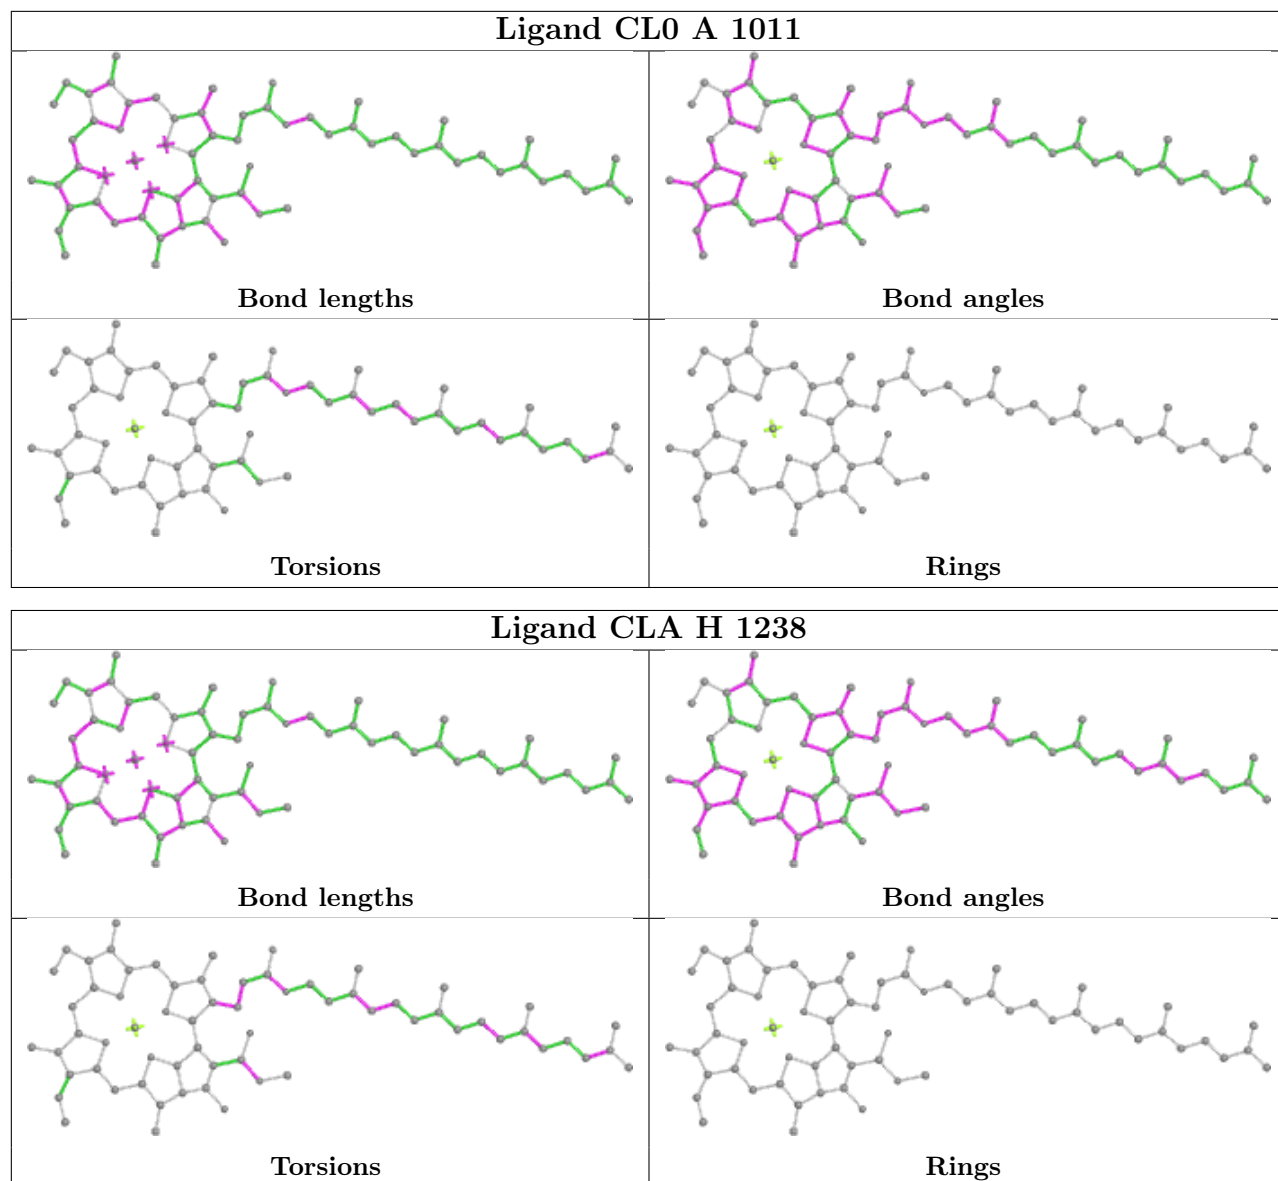 Ligand CL0 A 1011
Bond lengths
Bond angles
Torsions
Rings
Ligand CLA H 1238
Bond lengths
Bond angles
Torsions
Rings